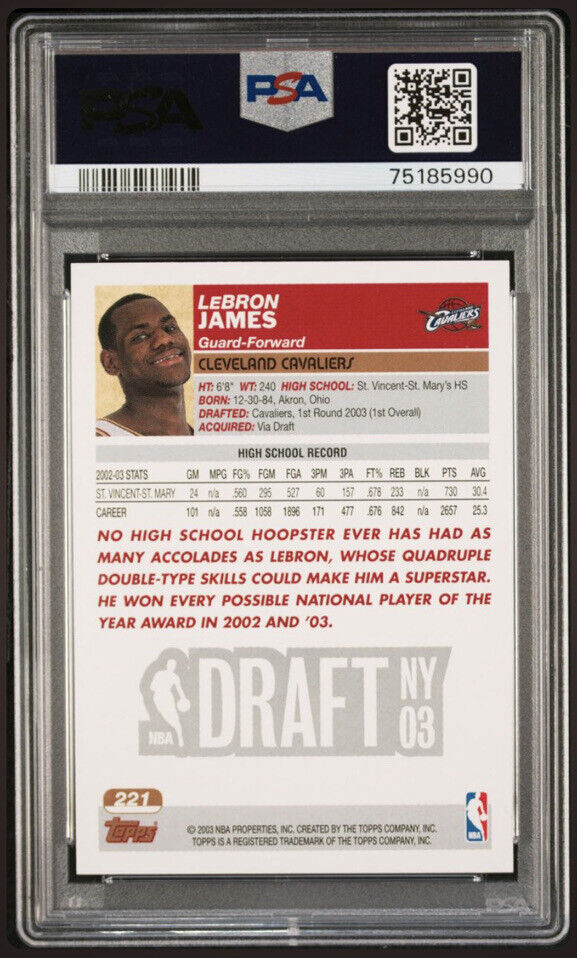 PSA
PSA
75185990
LEBRON
JAMES
Guard-Forward
CAVALIERS
CLEVELAND CAVALIERS
HT: 6'8" WT: 240 HIGH SCHOOL: St. Vincent-St. Mary's HS
BORN: 12-30-84, Akron, Ohio
DRAFTED: Cavaliers, 1st Round 2003 (1st Overall)
ACQUIRED: Via Draft
HIGH SCHOOL RECORD
2002-03 STATS GM MPG FG% FGM FGA 3PM 3PA FT% REB BLK PTS AVG
ST. VINCENT-ST. MARY 24 n/a .560 295 527 60 157 .678 233 n/a 730 30.4
CAREER 101 n/a .558 1058 1896 171 477 .676 842 n/a 2657 25.3
NO HIGH SCHOOL HOOPSTER EVER HAS HAD AS
MANY ACCOLADES AS LEBRON, WHOSE QUADRUPLE
DOUBLE-TYPE SKILLS COULD MAKE HIM A SUPERSTAR.
HE WON EVERY POSSIBLE NATIONAL PLAYER OF THE
YEAR AWARD IN 2002 AND '03.
NBA DRAFT NY 03
221
Topps
© 2003 NBA PROPERTIES, INC. CREATED BY THE TOPPS COMPANY, INC.
TOPPS IS A REGISTERED TRADEMARK OF THE TOPPS COMPANY, INC.
NBA
PSA